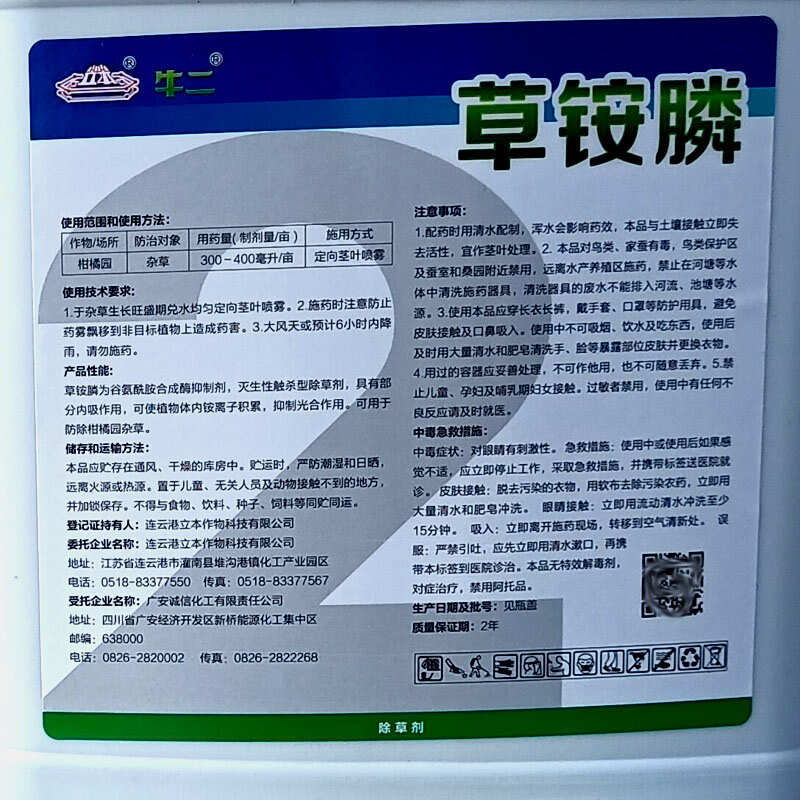 立本® 牛二®
草铵膦
使用范围和使用方法：
作物/场所 防治对象 用药量(制剂量/亩) 施用方式
柑橘园 杂草 300－400毫升/亩 定向茎叶喷雾
使用技术要求：
1.于杂草生长旺盛期兑水均匀定向茎叶喷雾。2.施药时注意防止
药雾飘移到非目标植物上造成药害。3.大风天或预计6小时内降
雨，请勿施药。
产品性能：
草铵膦为谷氨酰胺合成酶抑制剂，灭生性触杀型除草剂，具有部
分内吸作用，可使植物体内铵离子积累，抑制光合作用。可用于
防除柑橘园杂草。
储存和运输方法：
本品应贮存在通风、干燥的库房中。贮运时，严防潮湿和日晒，
远离火源或热源。置于儿童、无关人员及动物接触不到的地方，
并加锁保存。不得与食物、饮料、种子、饲料等同贮同运。
登记证持有人：连云港立本作物科技有限公司
委托企业名称：连云港立本作物科技有限公司
地址：江苏省连云港市灌南县堆沟港镇化工产业园区
电话：0518-83377550 传真：0518-83377567
受托企业名称：广安诚信化工有限责任公司
地址：四川省广安经济开发区新桥能源化工集中区
邮编：638000
电话：0826-2820002 传真：0826-2822268
注意事项：
1.配药时用清水配制，浑水会影响药效，本品与土壤接触立即失
去活性，宜作茎叶处理。2.本品对鸟类、家蚕有毒，鸟类保护区
及蚕室和桑园附近禁用，远离水产养殖区施药，禁止在河塘等水
体中清洗施药器具，清洗器具的废水不能排入河流、池塘等水
源。3.使用本品应穿长衣长裤，戴手套、口罩等防护用具，避免
皮肤接触及口鼻吸入。使用中不可吸烟、饮水及吃东西，使用后
及时用大量清水和肥皂清洗手、脸等暴露部位皮肤并更换衣物。
4.用过的容器应妥善处理，不可作他用，也不可随意丢弃。5.禁
止儿童、孕妇及哺乳期妇女接触。过敏者禁用，使用中有任何不
良反应请及时就医。
中毒急救措施：
中毒症状：对眼睛有刺激性。急救措施：使用中或使用后如果感
觉不适，应立即停止工作，采取急救措施，并携带标签送医院就
诊。皮肤接触：脱去污染的衣物，用软布去除污染农药，立即用
大量清水和肥皂冲洗。眼睛接触：立即用流动清水冲洗至少
15分钟。吸入：立即离开施药现场，转移到空气清新处。误
服：严禁引吐，应先立即用清水漱口，再携
带本标签到医院诊治。本品无特效解毒剂，
对症治疗，禁用阿托品。
生产日期及批号：见瓶盖
质量保证期：2年
2
除草剂